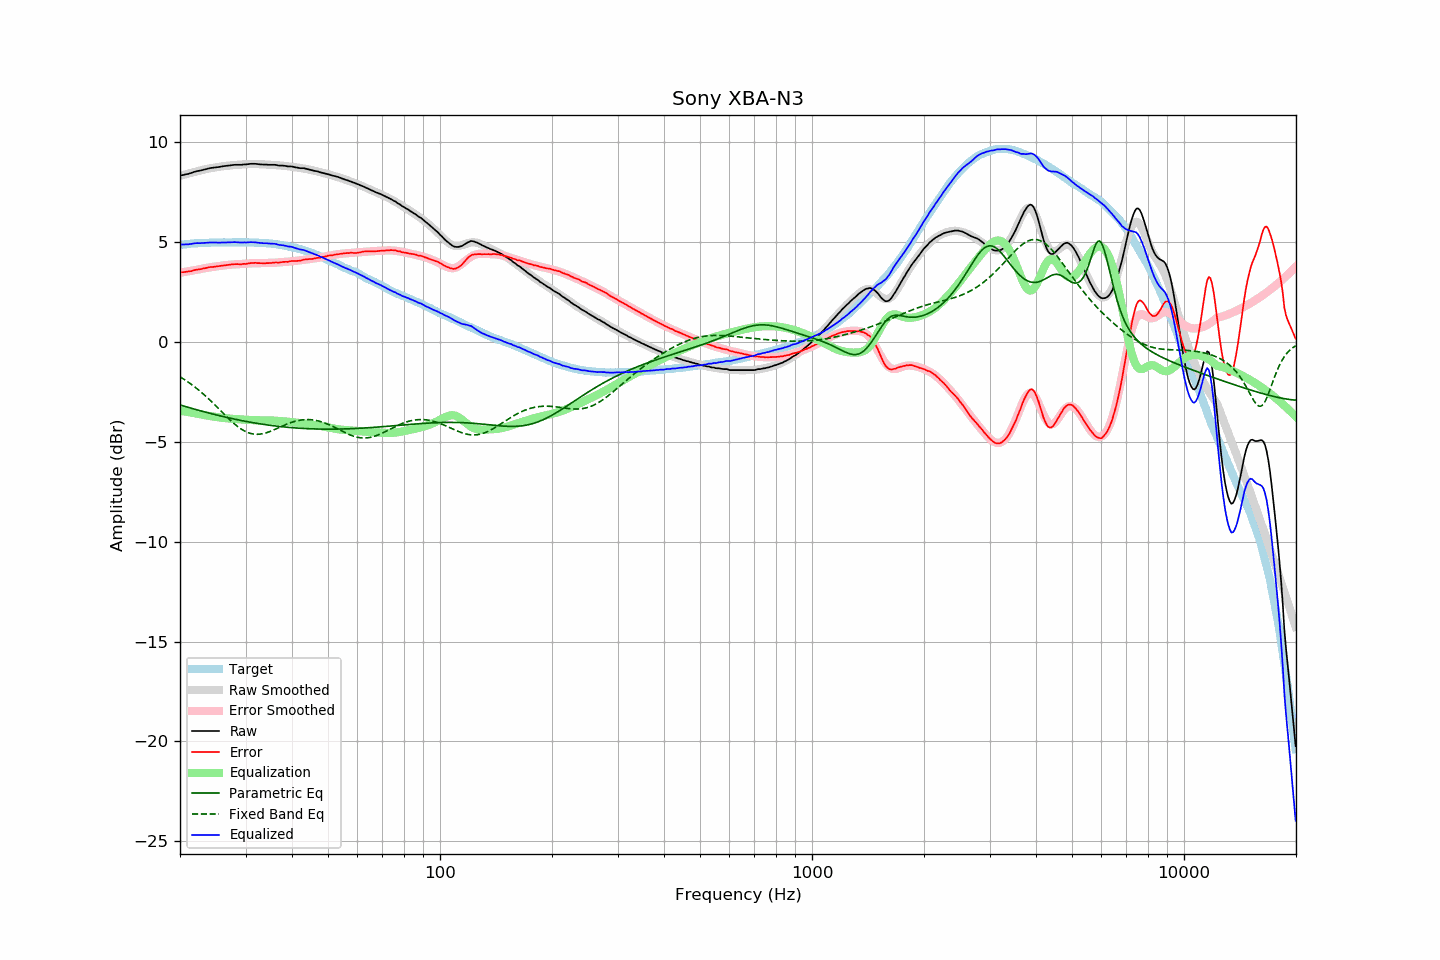 Sony XBA-N3
10
5
0
−5
−10
−15
−20
−25
Amplitude (dBr)
Target
Raw Smoothed
Error Smoothed
Raw
Error
Equalization
Parametric Eq
Fixed Band Eq
Equalized
100
1000
10000
Frequency (Hz)